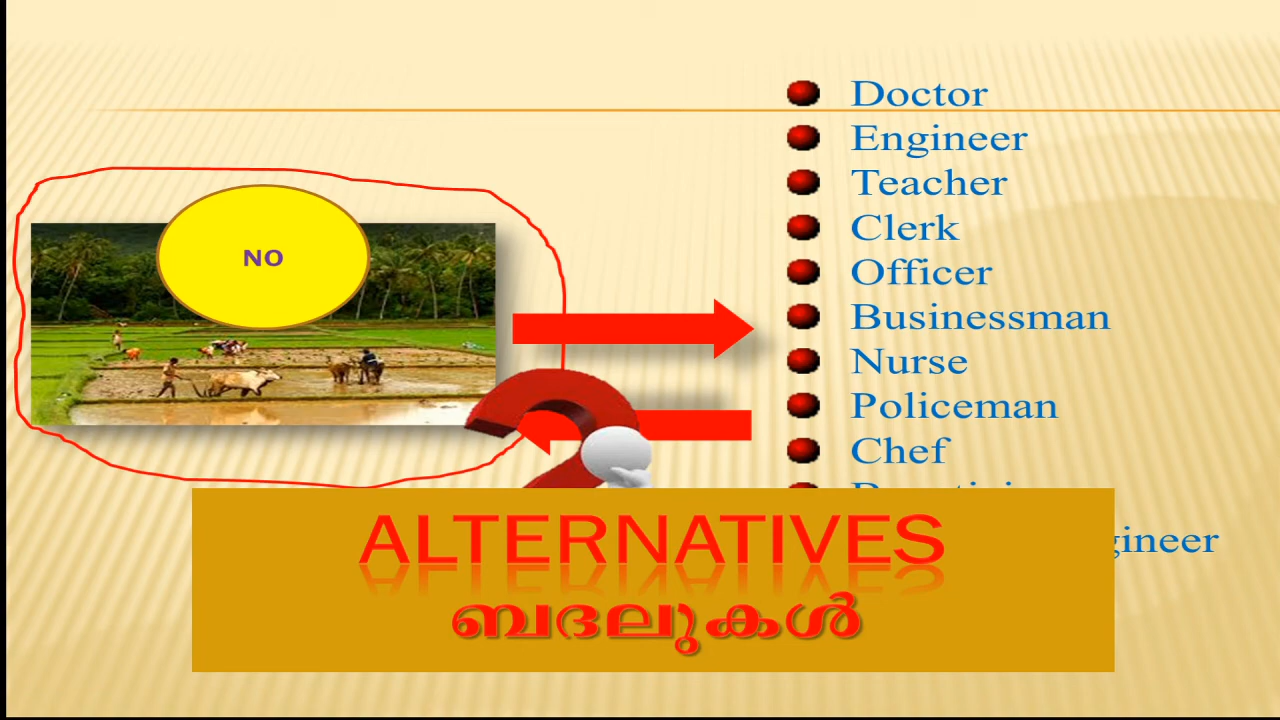 Doctor
Engineer
Teacher
Clerk
Officer
Businessman
Nurse
Policeman
Chef
NO
ALTERNATIVES
ബദലുകൾ